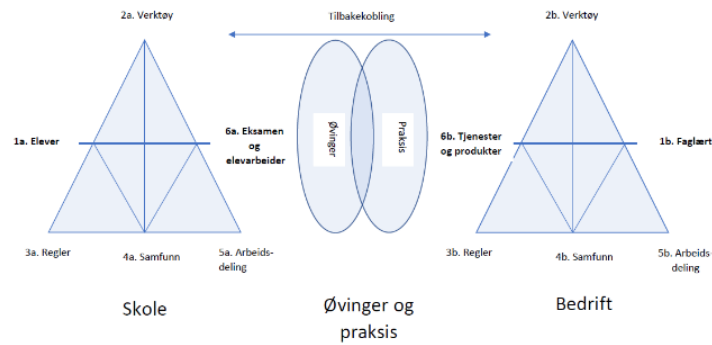 2a. Verktøy
Tilbakekobling
2b. Verktøy
1a. Elever
6a. Eksamen
og
elevarbeider
Øvinger
Praksis
6b. Tjenester
og produkter
1b. Faglært
3a. Regler
4a. Samfunn
5a. Arbeids-
deling
3b. Regler
4b. Samfunn
5b. Arbeids-
deling
Skole
Øvinger og
praksis
Bedrift